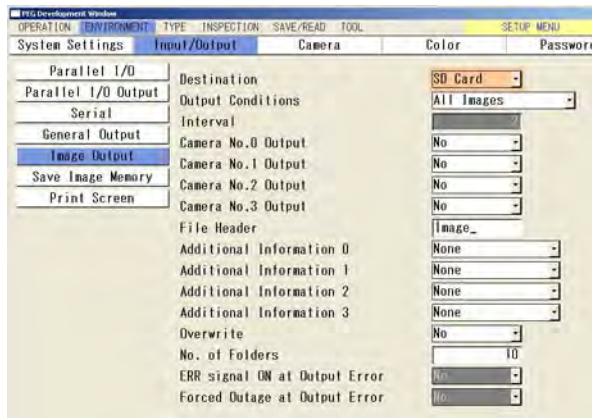 PEG Development Window
OPERATION ENVIRONMENT TYPE INSPECTION SAVE/READ TOOL SETUP MENU
System Settings Input/Output Camera Color Password
Parallel I/O
Parallel I/O Output
Serial
General Output
Image Output
Save Image Memory
Print Screen
Destination SD Card
Output Conditions All Images
Interval 2
Camera No.0 Output No
Camera No.1 Output No
Camera No.2 Output No
Camera No.3 Output No
File Header Image_
Additional Information 0 None
Additional Information 1 None
Additional Information 2 None
Additional Information 3 None
Overwrite No
No. of Folders 10
ERR signal ON at Output Error No
Forced Outage at Output Error No